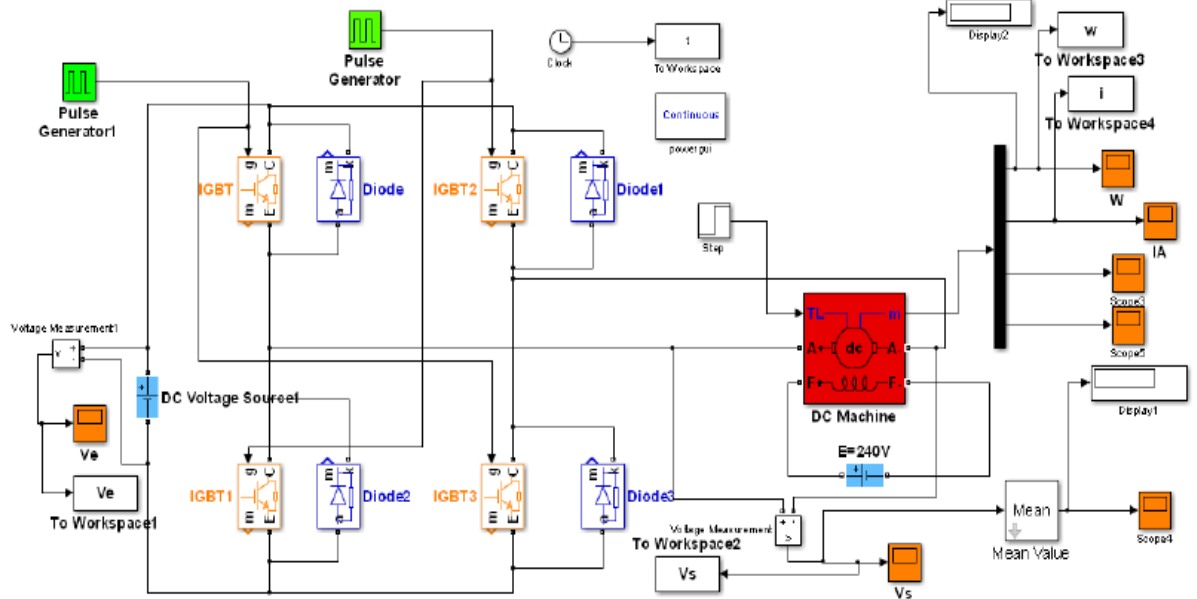 Pulse
Generator1
Pulse
Generator
Clock
t
To Workspace
Continuous
powergui
Display2
w
To Workspace3
i
To Workspace4
W
IA
Scope3
Scope5
Step
g
C
m
E
IGBT
m
k
a
Diode
g
C
m
E
IGBT2
m
k
a
Diode1
TL
m
A+
dc
A-
F+
F-
DC Machine
E=240V
Voltage Measurement1
v
+
-
DC Voltage Source1
Ve
Ve
To Workspace1
g
C
m
E
IGBT1
m
k
a
Diode2
g
C
m
E
IGBT3
m
k
a
Diode3
Voltage Measurement
To Workspace2
Vs
Vs
Mean
Mean Value
Display1
Scope4